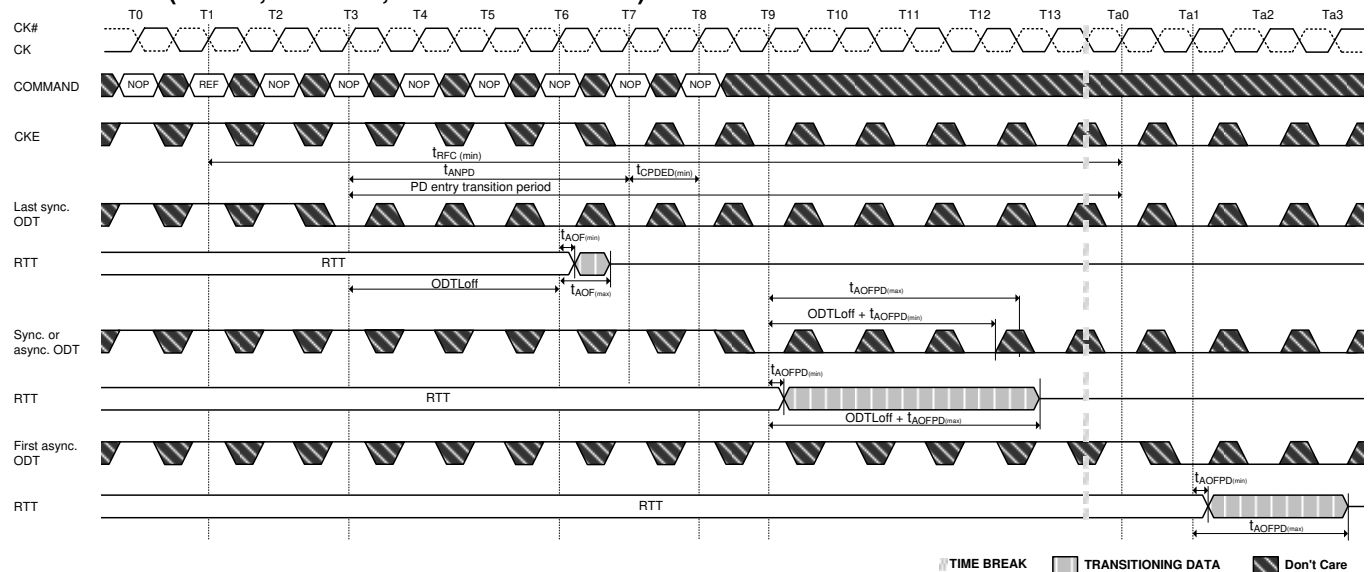 T0 T1 T2 T3 T4 T5 T6 T7 T8 T9 T10 T11 T12 T13 Ta0 Ta1 Ta2 Ta3
CK#
CK
COMMAND NOP REF NOP NOP NOP NOP NOP NOP NOP
CKE
tRFC (min)
tANPD tCPDED(min)
PD entry transition period
Last sync.
ODT
tAOF(min)
RTT RTT
ODTLoff tAOF(max)
tAOFPD(max)
ODTLoff + tAOFPD(min)
Sync. or
async. ODT
tAOFPD(min)
RTT RTT
ODTLoff + tAOFPD(max)
First async.
ODT
tAOFPD(min)
RTT RTT
tAOFPD(max)
TIME BREAK TRANSITIONING DATA Don't Care